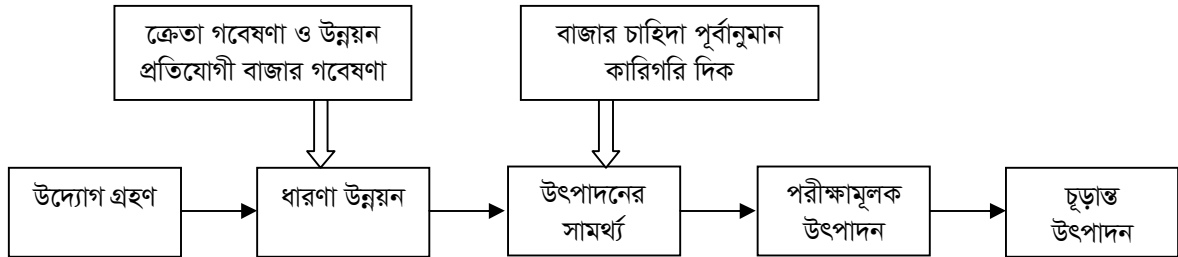 ক্রেতা গবেষণা ও উন্নয়ন
প্রতিযোগী বাজার গবেষণা
বাজার চাহিদা পূর্বানুমান
কারিগরি দিক
উদ্যোগ গ্রহণ
ধারণা উন্নয়ন
উৎপাদনের
সামর্থ্য
পরীক্ষামূলক
উৎপাদন
চূড়ান্ত
উৎপাদন